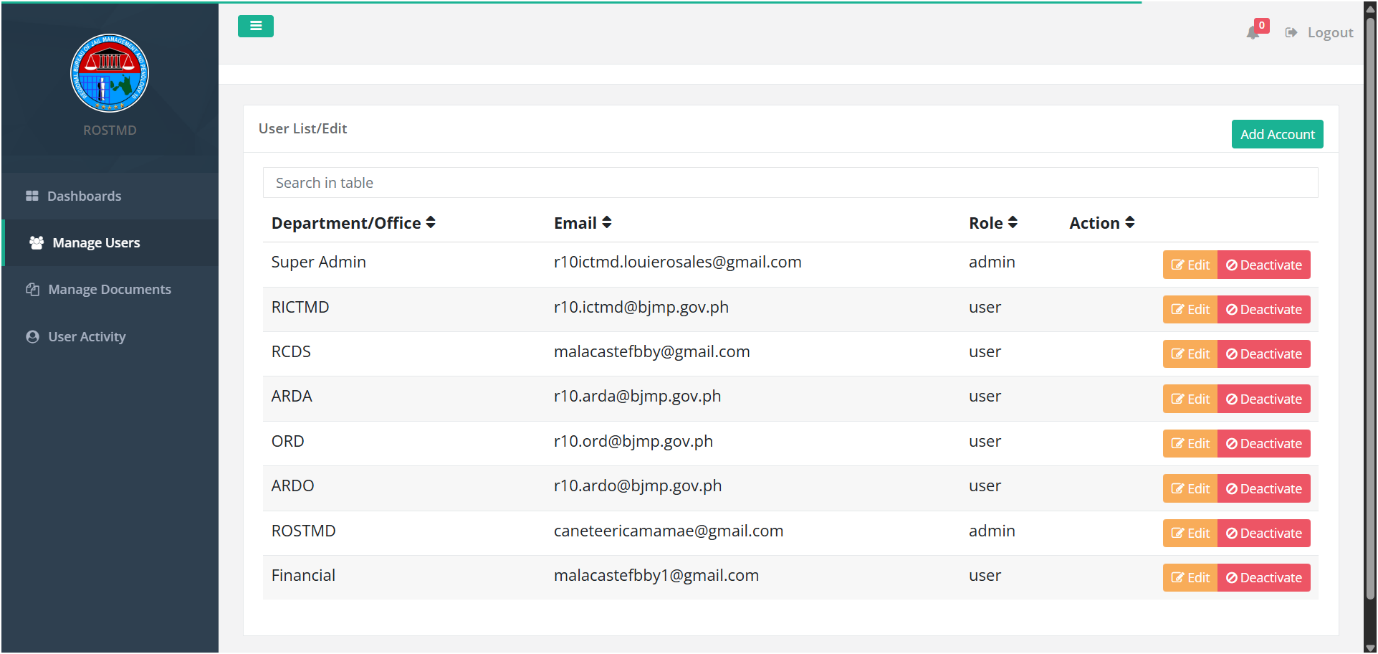 0
Logout
ROSTMD
Dashboards
Manage Users
Manage Documents
User Activity
User List/Edit
Add Account
Search in table
Department/Office Email Role Action
Super Admin r10ictmd.louierosales@gmail.com admin Edit Deactivate
RICTMD r10.ictmd@bjmp.gov.ph user Edit Deactivate
RCDS malacastefbby@gmail.com user Edit Deactivate
ARDA r10.arda@bjmp.gov.ph user Edit Deactivate
ORD r10.ord@bjmp.gov.ph user Edit Deactivate
ARDO r10.ardo@bjmp.gov.ph user Edit Deactivate
ROSTMD caneteericamamae@gmail.com admin Edit Deactivate
Financial malacastefbby1@gmail.com user Edit Deactivate